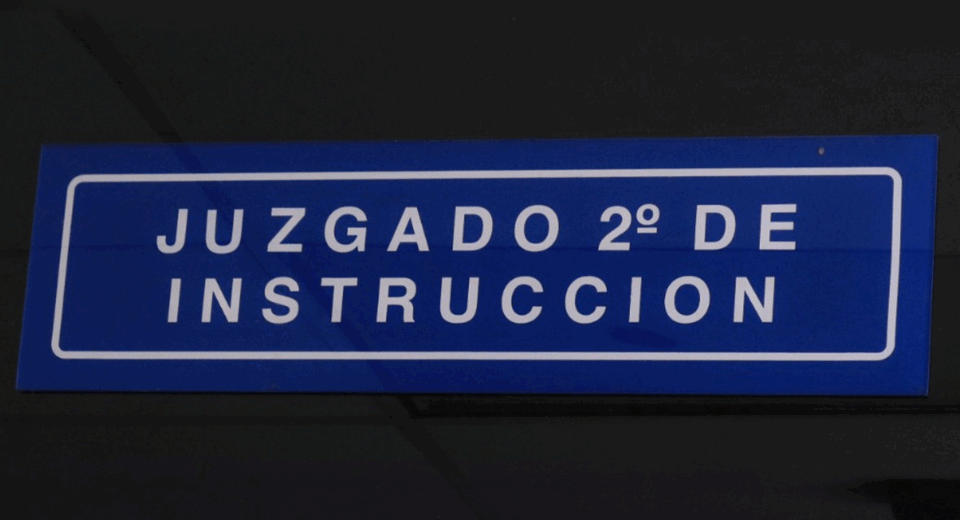 JUZGADO 2º DE
INSTRUCCION